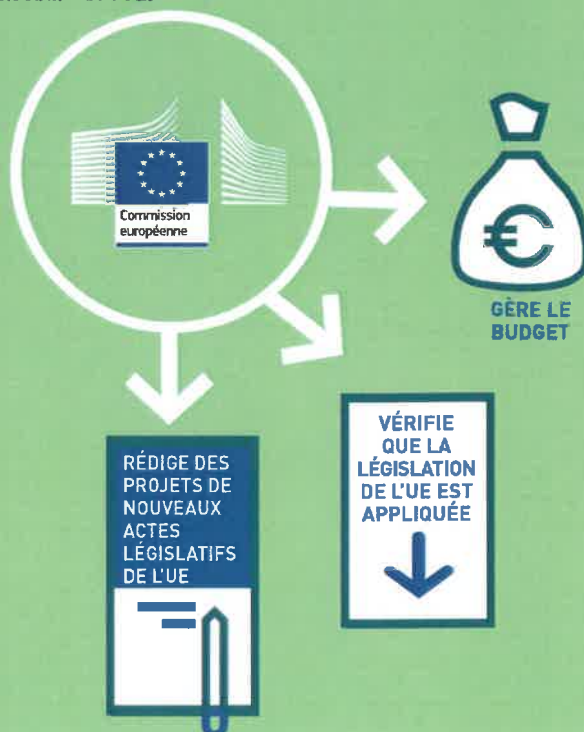 Commission
européenne
GÈRE LE
BUDGET
VÉRIFIE
QUE LA
LÉGISLATION
DE L'UE EST
APPLIQUÉE
RÉDIGE DES
PROJETS DE
NOUVEAUX
ACTES
LÉGISLATIFS
DE L'UE